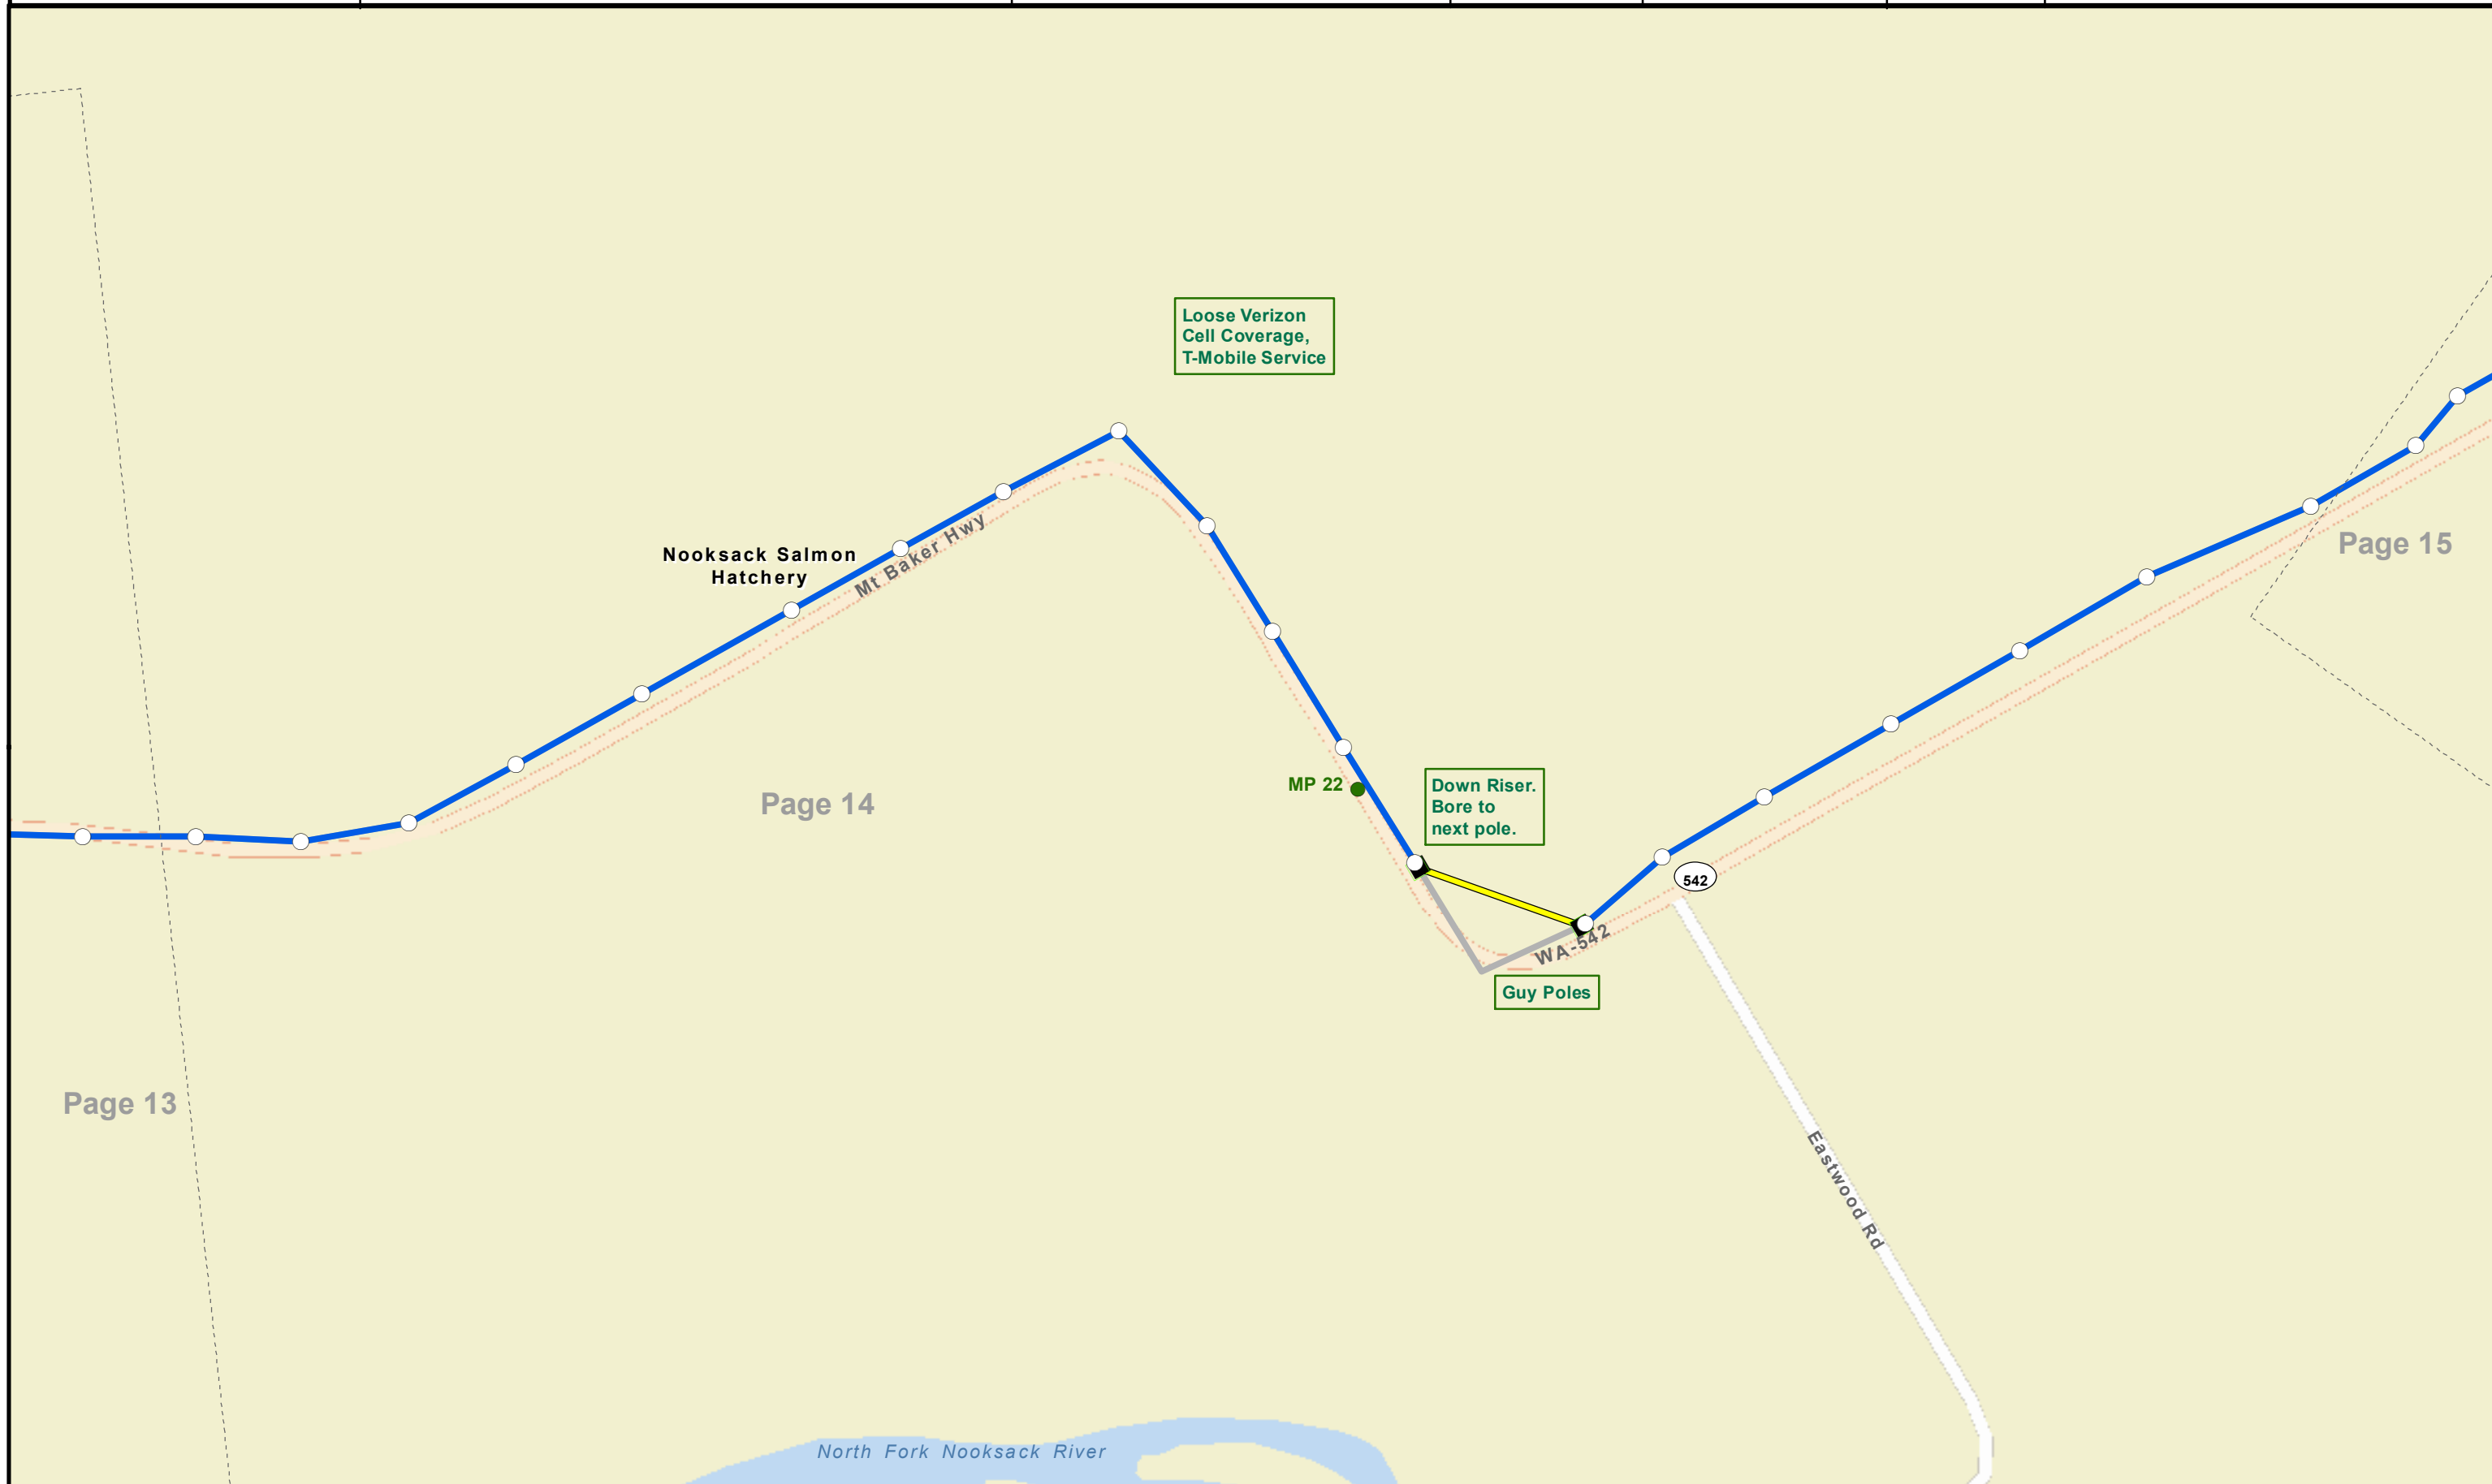 Loose Verizon
Cell Coverage,
T-Mobile Service
Nooksack Salmon
Hatchery
Mt Baker Hwy
Page 15
MP 22
Down Riser.
Bore to
next pole.
Page 14
542
WA-542
Guy Poles
Page 13
Eastwood Rd
North Fork Nooksack River